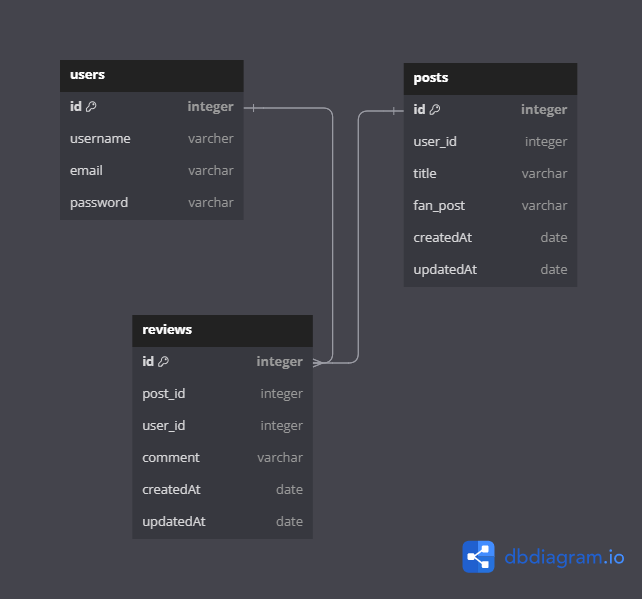 users
id integer
username varcher
email varchar
password varchar
posts
id integer
user_id integer
title varchar
fan_post varchar
createdAt date
updatedAt date
reviews
id integer
post_id integer
user_id integer
comment varchar
createdAt date
updatedAt date
dbdiagram.io